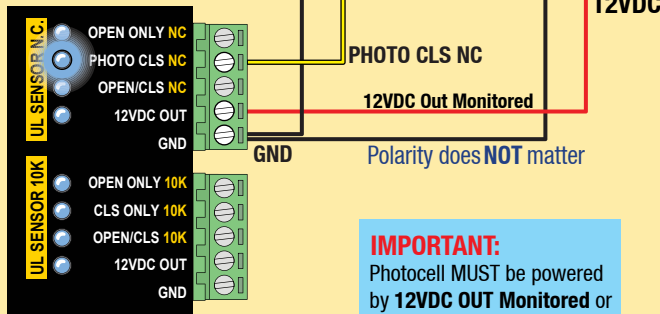 12VDC
UL SENSOR N.C.
OPEN ONLY NC
PHOTO CLS NC
OPEN/CLS NC
12VDC OUT
GND
PHOTO CLS NC
12VDC Out Monitored
GND
Polarity does NOT matter
UL SENSOR 10K
OPEN ONLY 10K
CLS ONLY 10K
OPEN/CLS 10K
12VDC OUT
GND
IMPORTANT:
Photocell MUST be powered
by 12VDC OUT Monitored or